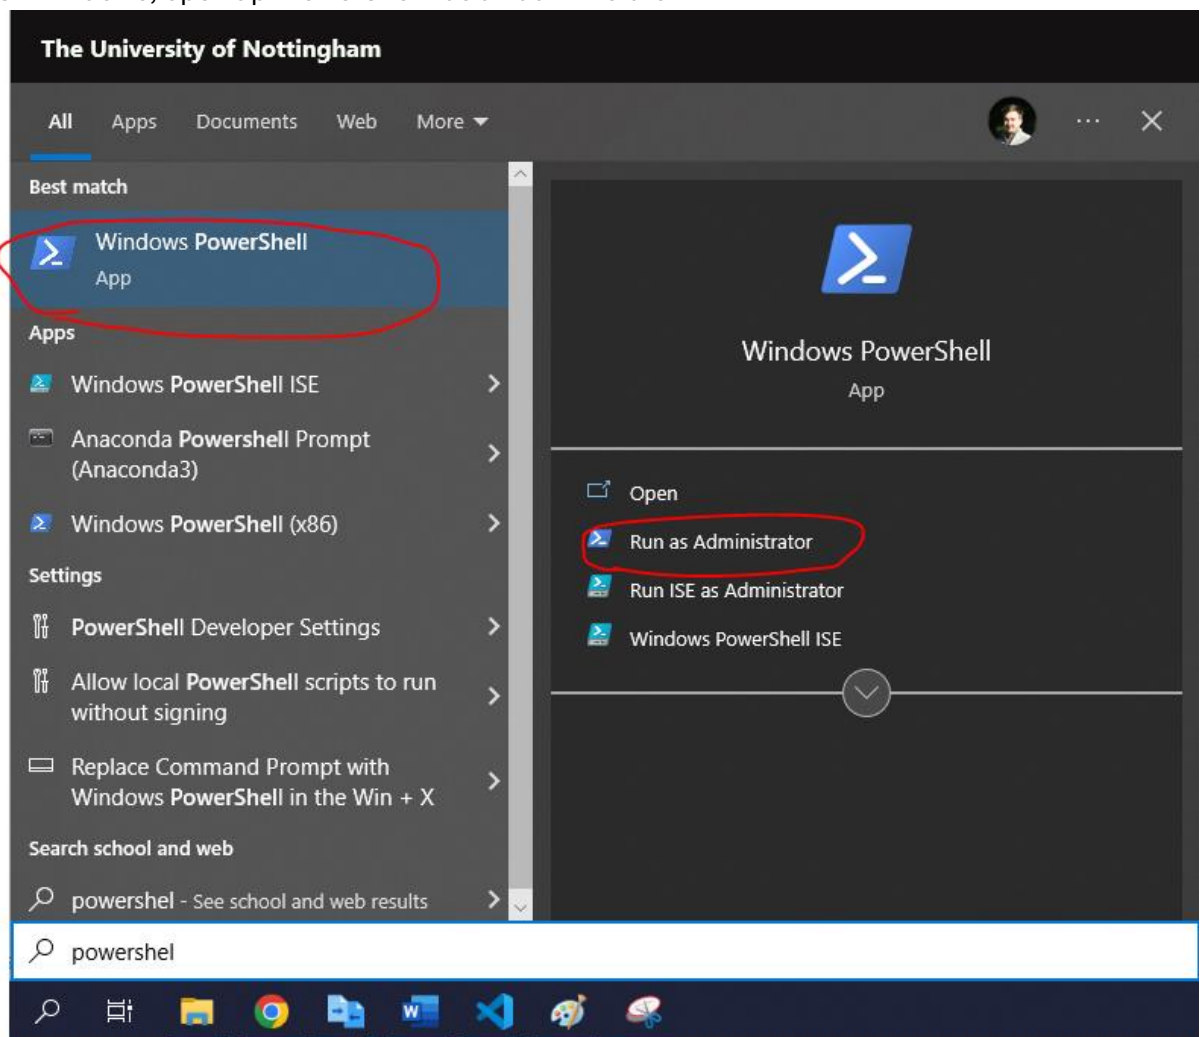 The University of Nottingham
All Apps Documents Web More
Best match
Windows PowerShell
App
Apps
Windows PowerShell ISE
Anaconda Powershell Prompt
(Anaconda3)
Windows PowerShell (x86)
Settings
PowerShell Developer Settings
Allow local PowerShell scripts to run
without signing
Replace Command Prompt with
Windows PowerShell in the Win + X
Search school and web
powershel - See school and web results
Windows PowerShell
App
Open
Run as Administrator
Run ISE as Administrator
Windows PowerShell ISE
powershel